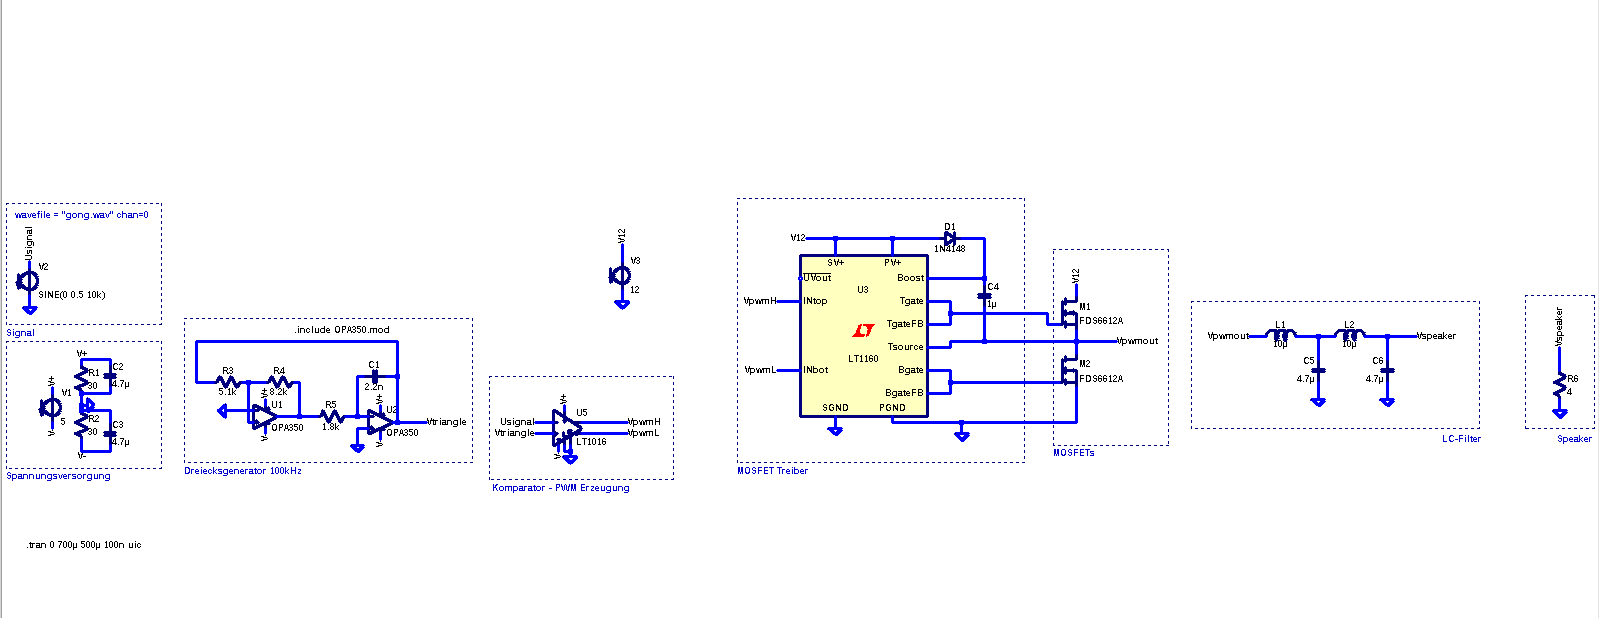 wavefile = "gong.wav" chan=0
Usignal
V2
SINE(0 0.5 10k)
Signal
V+
V+
V1
5
V-
R1
30
C2
4.7µ
R2
30
C3
4.7µ
V-
Spannungsversorgung
.tran 0 700µ 500µ 100n uic
.include OPA350.mod
R3
5.1k
R4
8.2k
V+
U1
OPA350
V-
R5
1.8k
C1
2.2n
V+
U2
OPA350
V-
Vtriangle
Dreiecksgenerator 100kHz
V+
U5
Usignal
Vtriangle
LT1016
V-
VpwmH
VpwmL
Komparator - PWM Erzeugung
V12
V3
12
V12
D1
1N4148
SV+
PV+
UVout
Boost
U3
C4
1µ
VpwmH
INtop
Tgate
TgateFB
Tsource
LT1160
VpwmL
INbot
Bgate
BgateFB
SGND
PGND
MOSFET Treiber
V12
M1
FDS6612A
Vpwmout
M2
FDS6612A
MOSFETs
Vpwmout
L1
10µ
L2
10µ
Vspeaker
C5
4.7µ
C6
4.7µ
LC-Filter
Vspeaker
R6
4
Speaker